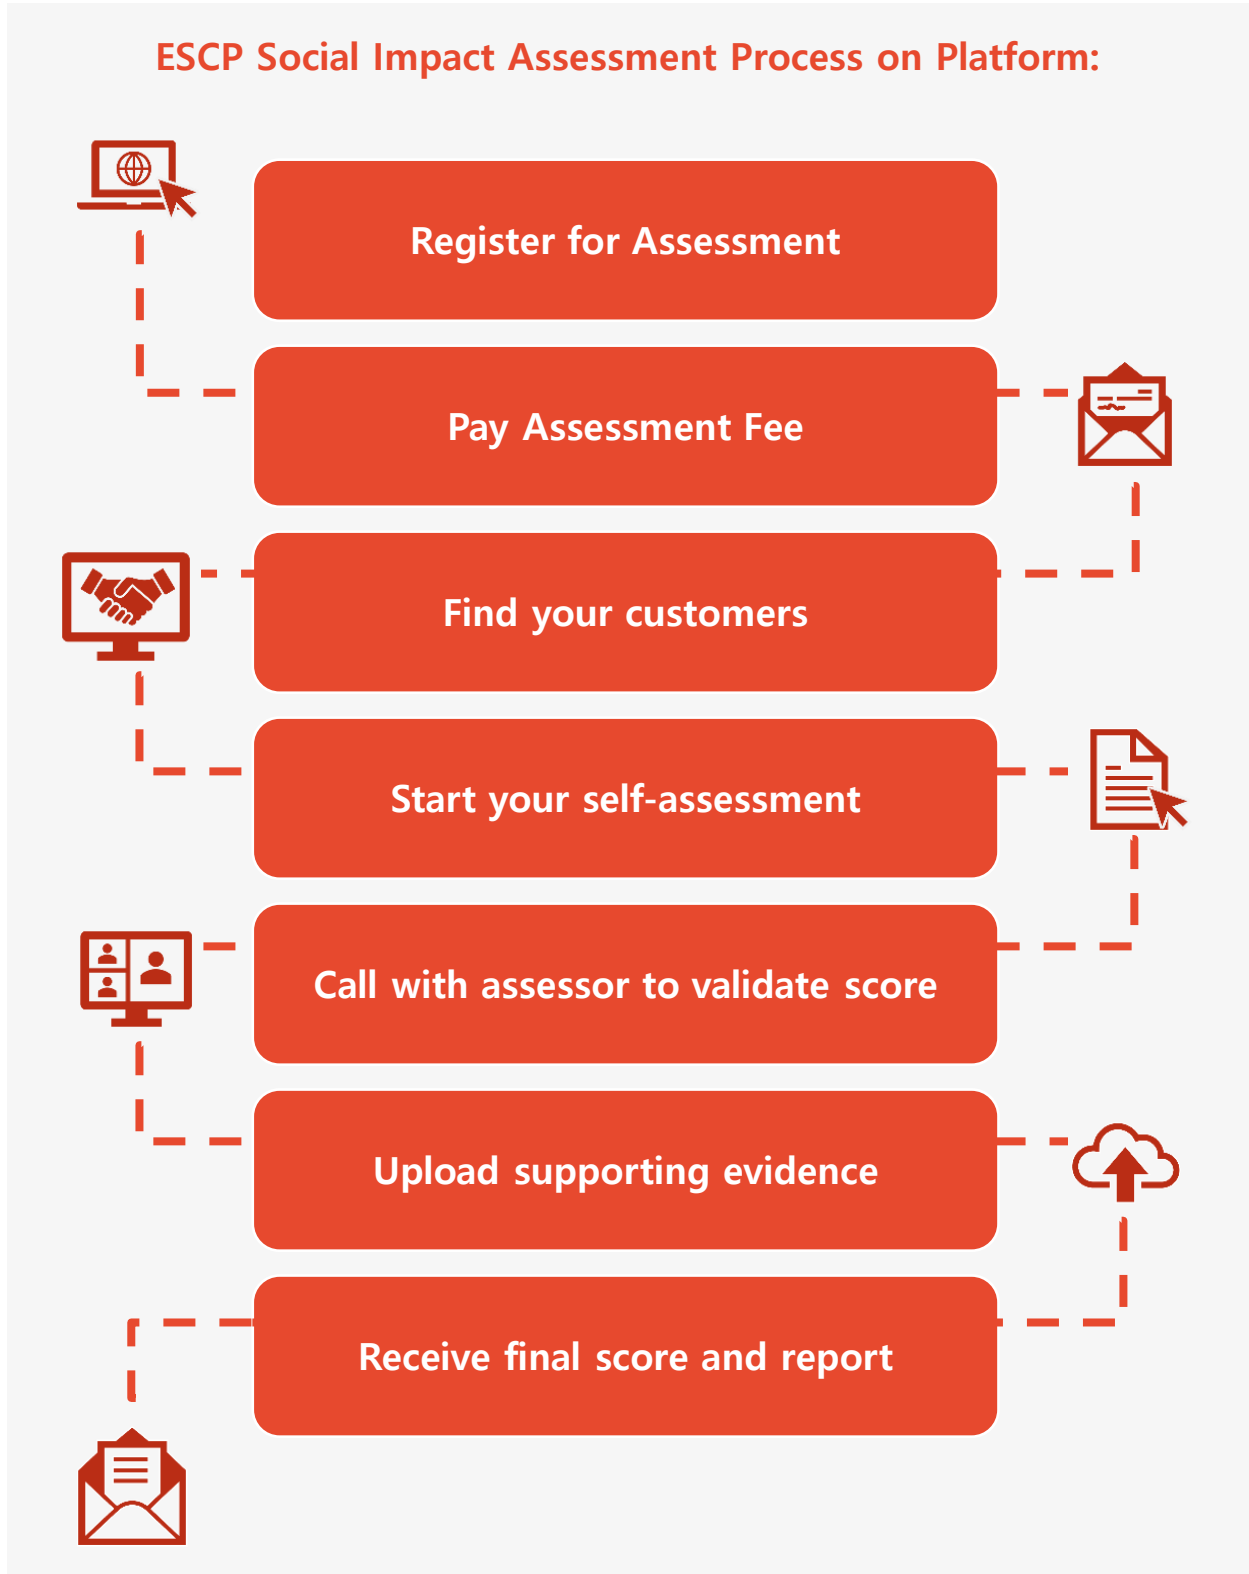 ESCP Social Impact Assessment Process on Platform:
Register for Assessment
Pay Assessment Fee
Find your customers
Start your self-assessment
Call with assessor to validate score
Upload supporting evidence
Receive final score and report